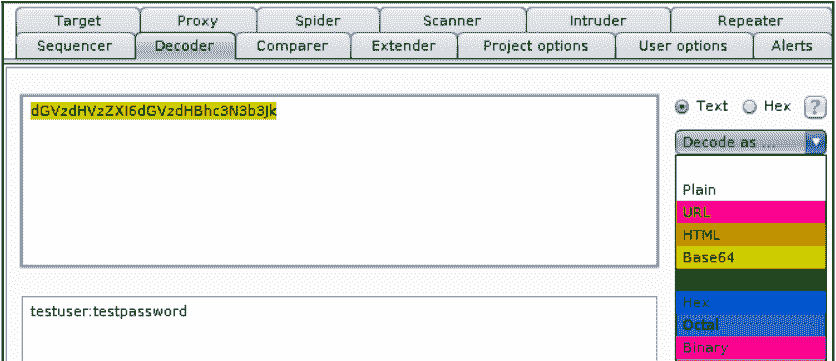 Target Proxy Spider Scanner Intruder Repeater
Sequencer Decoder Comparer Extender Project options User options Alerts
dGVzdHVzZXI6dGVzdHBhc3N3b3Jk
Text Hex ?
Decode as ...
Plain
URL
HTML
Base64
Hex
Octal
Binary
testuser:testpassword